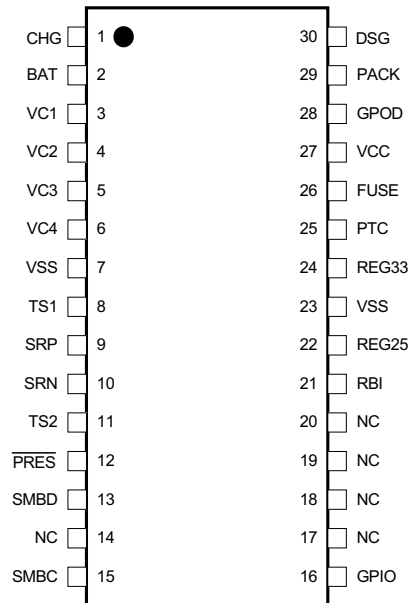 CHG 1 30 DSG
BAT 2 29 PACK
VC1 3 28 GPOD
VC2 4 27 VCC
VC3 5 26 FUSE
VC4 6 25 PTC
VSS 7 24 REG33
TS1 8 23 VSS
SRP 9 22 REG25
SRN 10 21 RBI
TS2 11 20 NC
PRES 12 19 NC
SMBD 13 18 NC
NC 14 17 NC
SMBC 15 16 GPIO